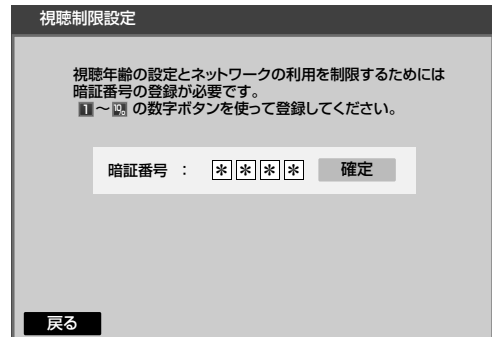 視聴制限設定
視聴年齢の設定とネットワークの利用を制限するためには
暗証番号の登録が必要です。
1～10 の数字ボタンを使って登録してください。
暗証番号 ： ＊＊＊＊ 確定
戻る